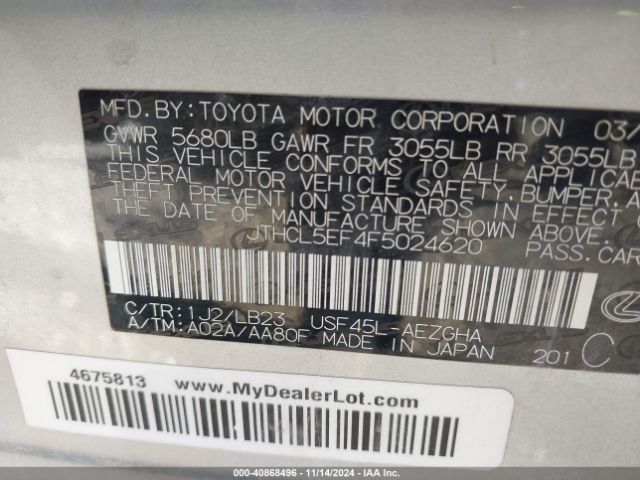 MFD. BY: TOYOTA MOTOR CORPORATION 03/
GVWR 5680LB GAWR FR 3055LB RR 3055LB
THIS VEHICLE CONFORMS TO ALL APPLICA
FEDERAL MOTOR VEHICLE SAFETY, BUMPER, A
THEFT PREVENTION STANDARDS IN EFFECT
THE DATE OF MANUFACTURE SHOWN ABOVE.
JTHCL5EF4F5024620 PASS. CAR
C/TR: 1J2/LB23 USF45L-AEZGHA
A/TM: A02A/AA80F MADE IN JAPAN 201 C
4675813 www.MyDealerLot.com
000-40868496 - 11/14/2024 - IAA Inc.